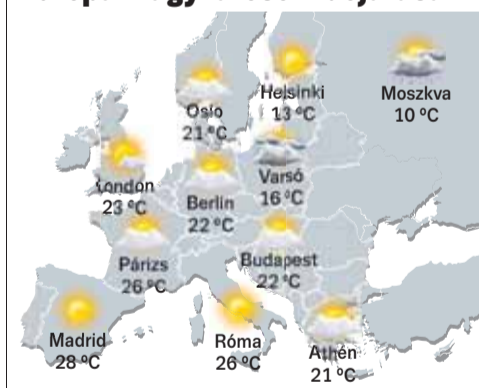 Oslo
21 °C
Helsinki
13 °C
Moszkva
10 °C
London
23 °C
Berlin
22 °C
Varsó
16 °C
Párizs
26 °C
Budapest
22 °C
Madrid
28 °C
Róma
26 °C
Athén
21 °C